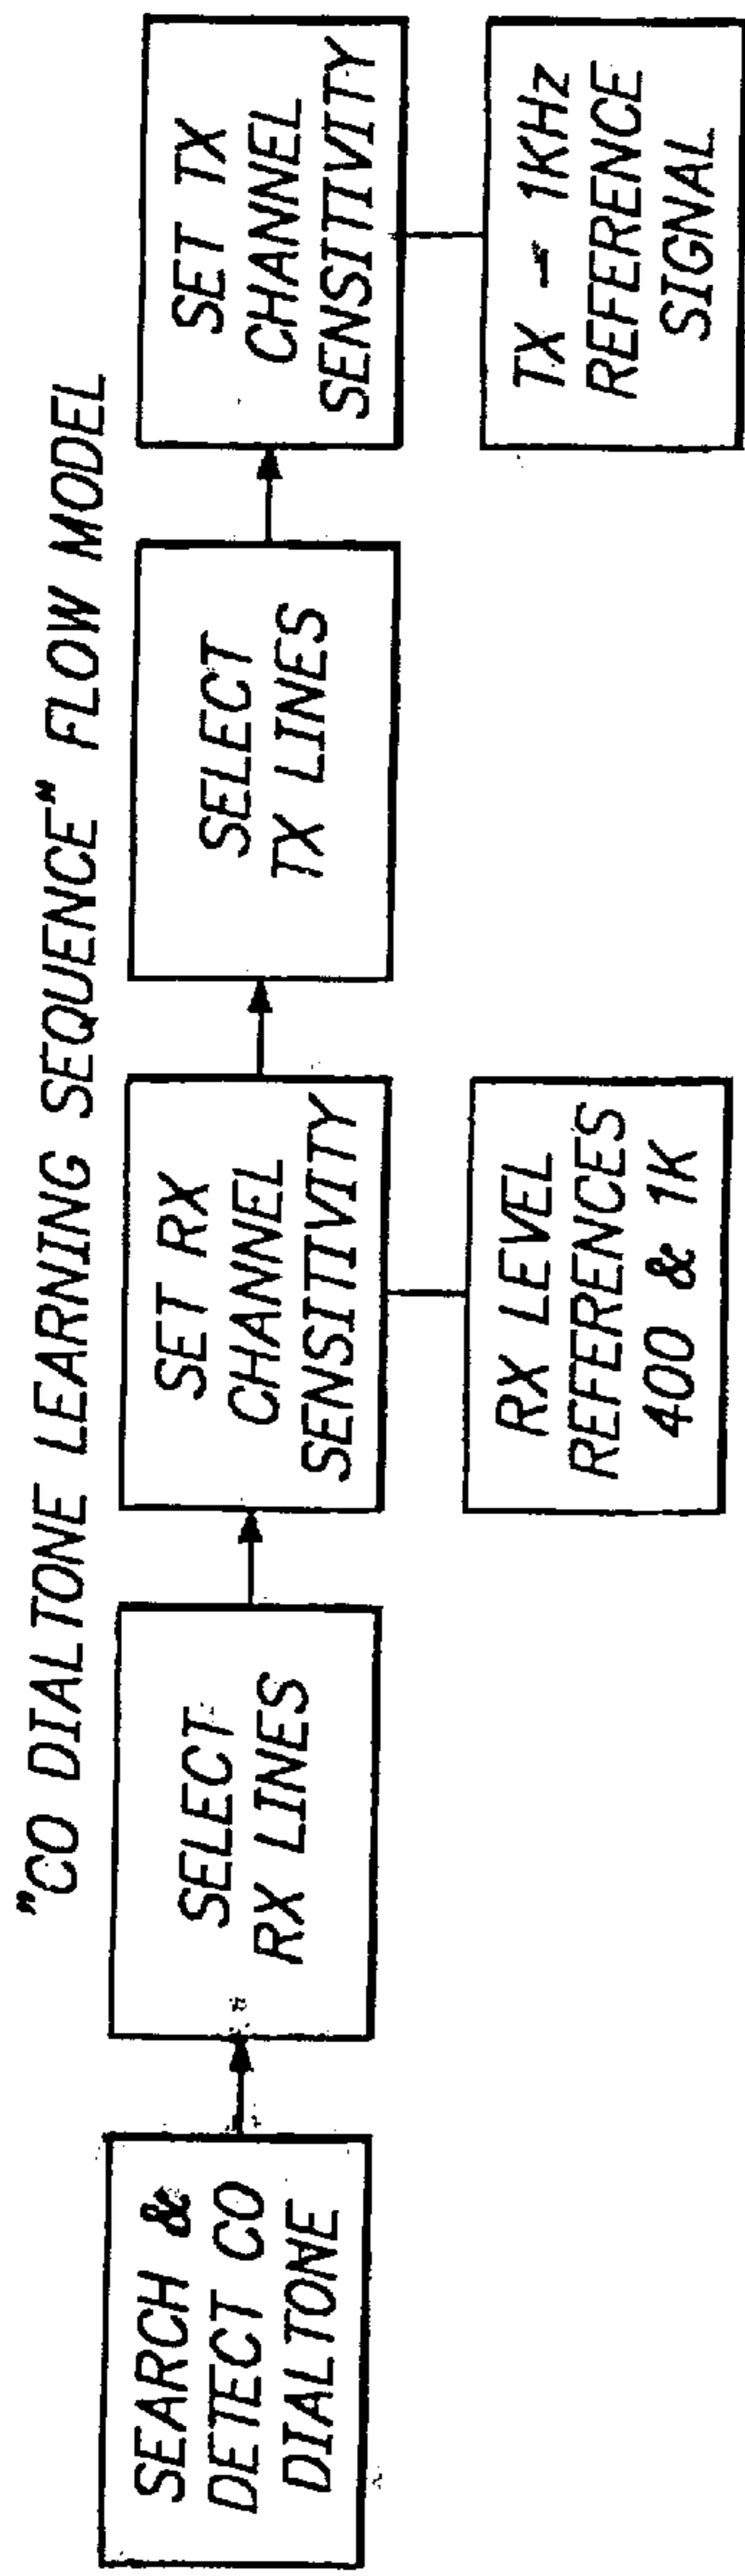 "CO DIALTONE LEARNING SEQUENCE" FLOW MODEL
SEARCH &
DETECT CO
DIALTONE
SELECT
RX LINES
SET RX
CHANNEL
SENSITIVITY
RX LEVEL
REFERENCES
400 & 1K
SELECT
TX LINES
SET TX
CHANNEL
SENSITIVITY
TX - 1KHz
REFERENCE
SIGNAL